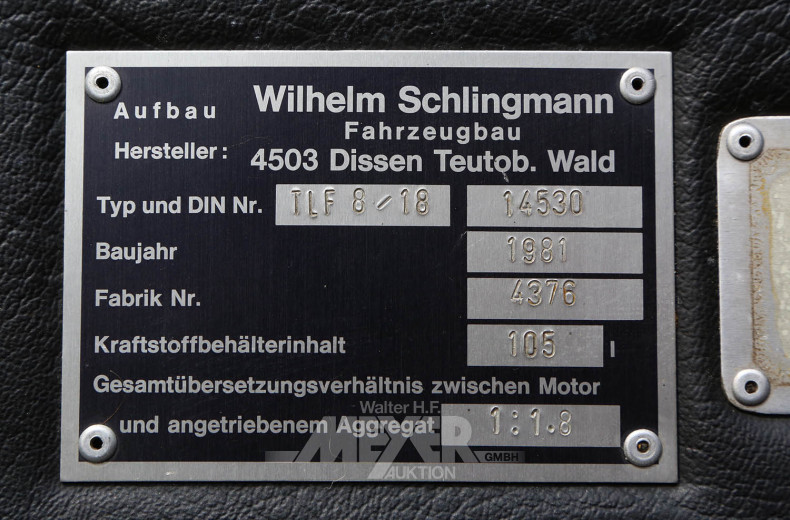 Aufbau Wilhelm Schlingmann
Fahrzeugbau
Hersteller: 4503 Dissen Teutob. Wald
Typ und DIN Nr. TLF 8/18 14530
Baujahr 1981
Fabrik Nr. 4376
Kraftstoffbehälterinhalt 105 l
Gesamtübersetzungsverhältnis zwischen Motor
und angetriebenem Aggregat 1:1.8
Walter H.F.
MEYER
AUKTION GMBH